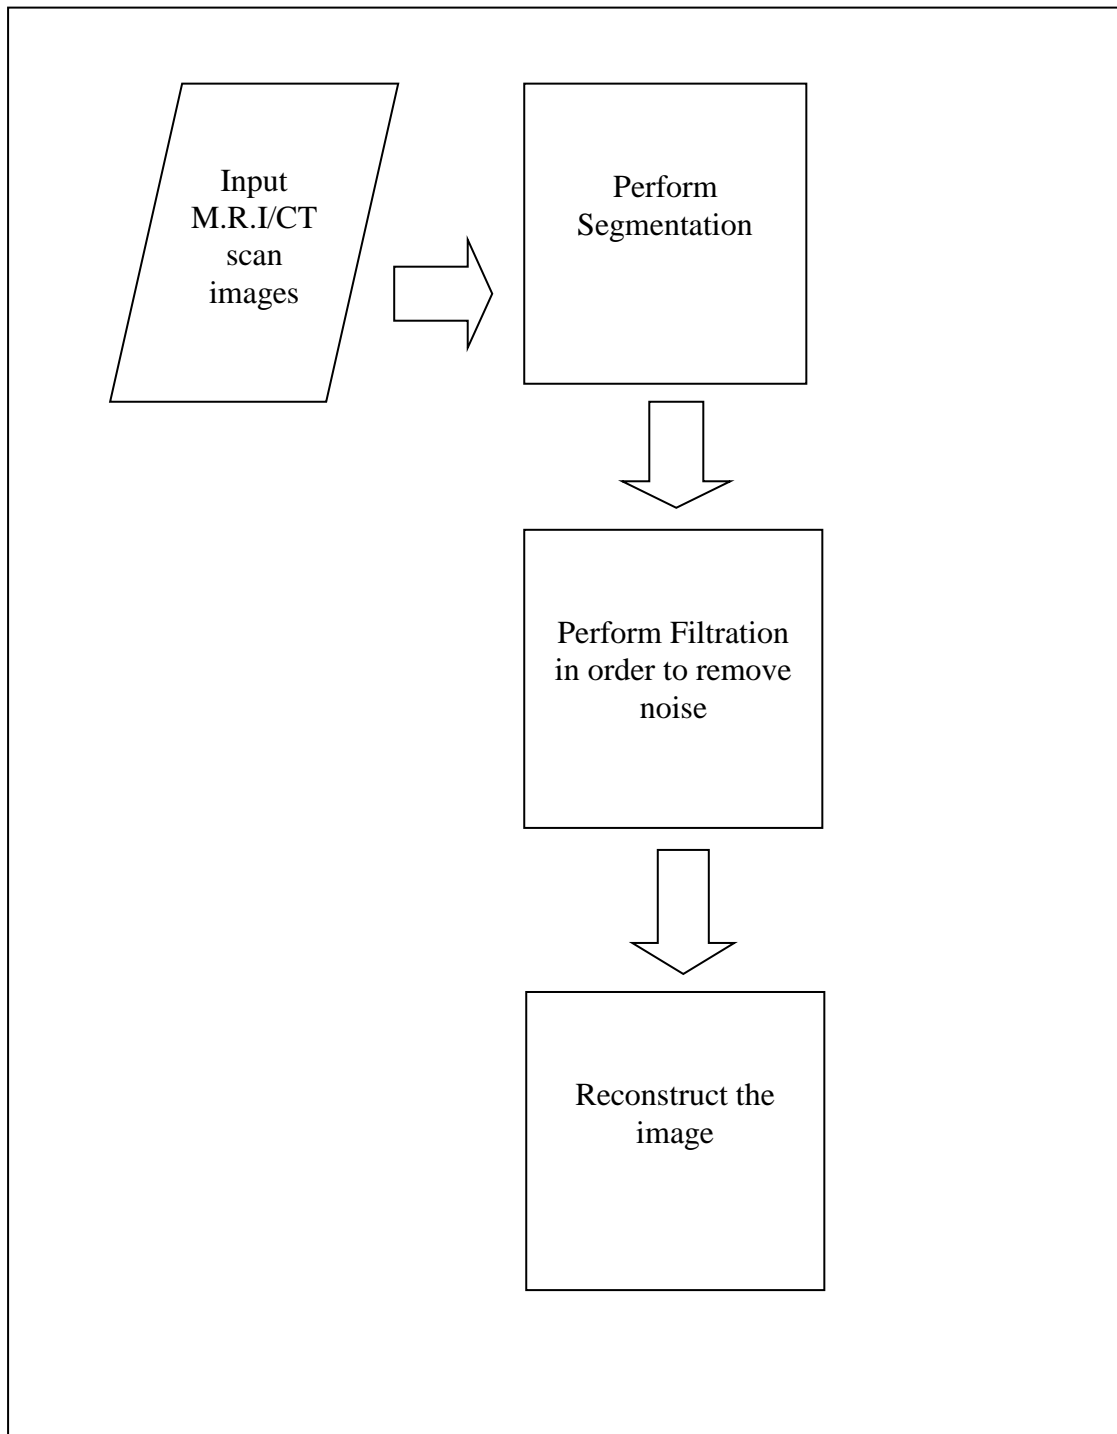 Input
M.R.I/CT
scan
images
Perform
Segmentation
Perform Filtration
in order to remove
noise
Reconstruct the
image